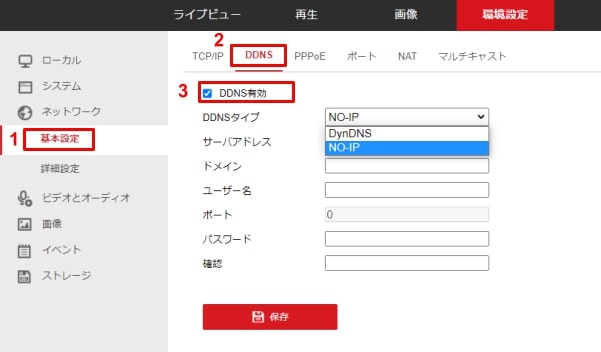 ライブビュー 再生 画像 環境設定
2
TCP/IP DDNS PPPoE ポート NAT マルチキャスト
ローカル
システム
ネットワーク
1 基本設定
詳細設定
ビデオとオーディオ
画像
イベント
ストレージ
3 DDNS有効
DDNSタイプ NO-IP
DynDNS
NO-IP
サーバアドレス
ドメイン
ユーザー名
ポート 0
パスワード
確認
保存